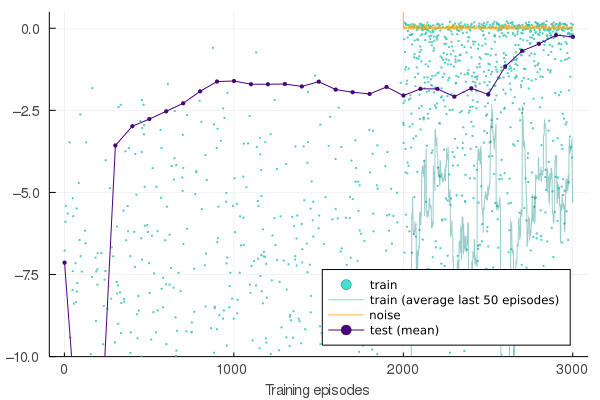 0.0
−2.5
−5.0
−7.5
−10.0
0
1000
2000
3000
Training episodes
train
train (average last 50 episodes)
noise
test (mean)